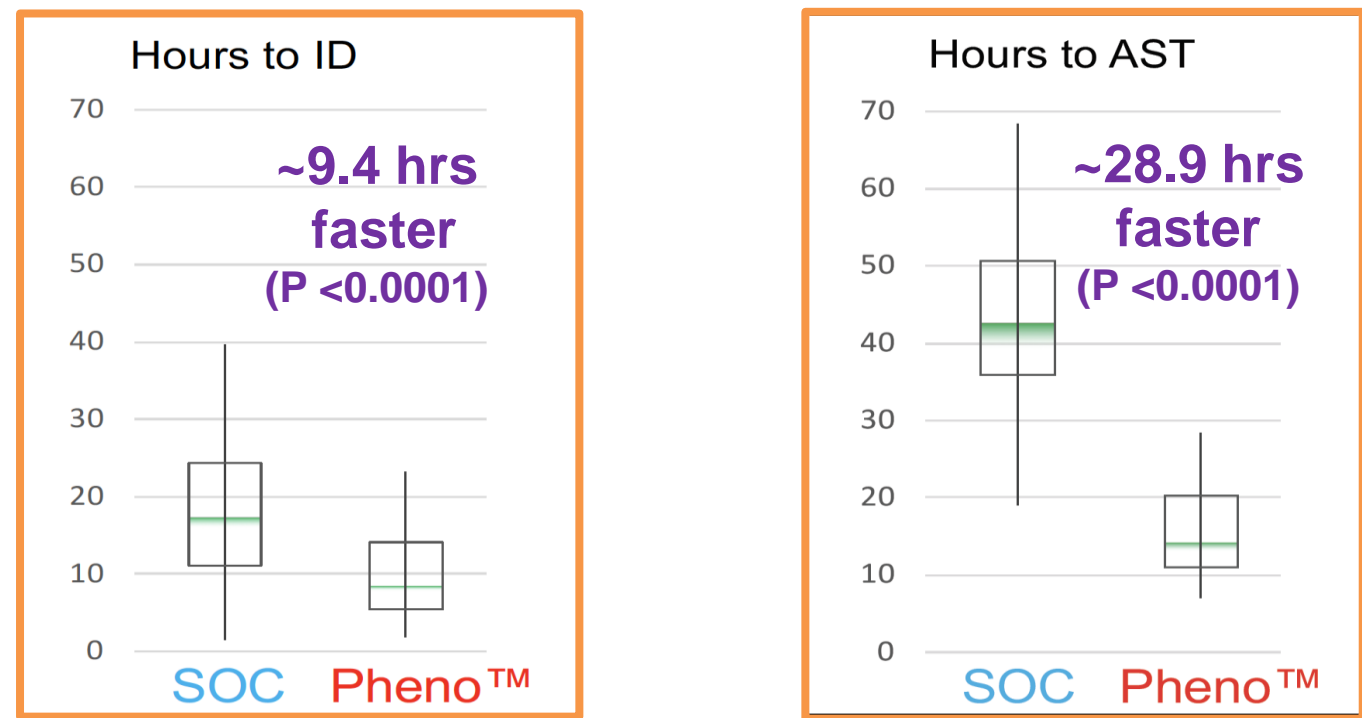 Hours to ID
70
60
50
40
30
20
10
0
~9.4 hrs
faster
(P <0.0001)
SOC Pheno™
Hours to AST
70
60
50
40
30
20
10
0
~28.9 hrs
faster
(P <0.0001)
SOC Pheno™